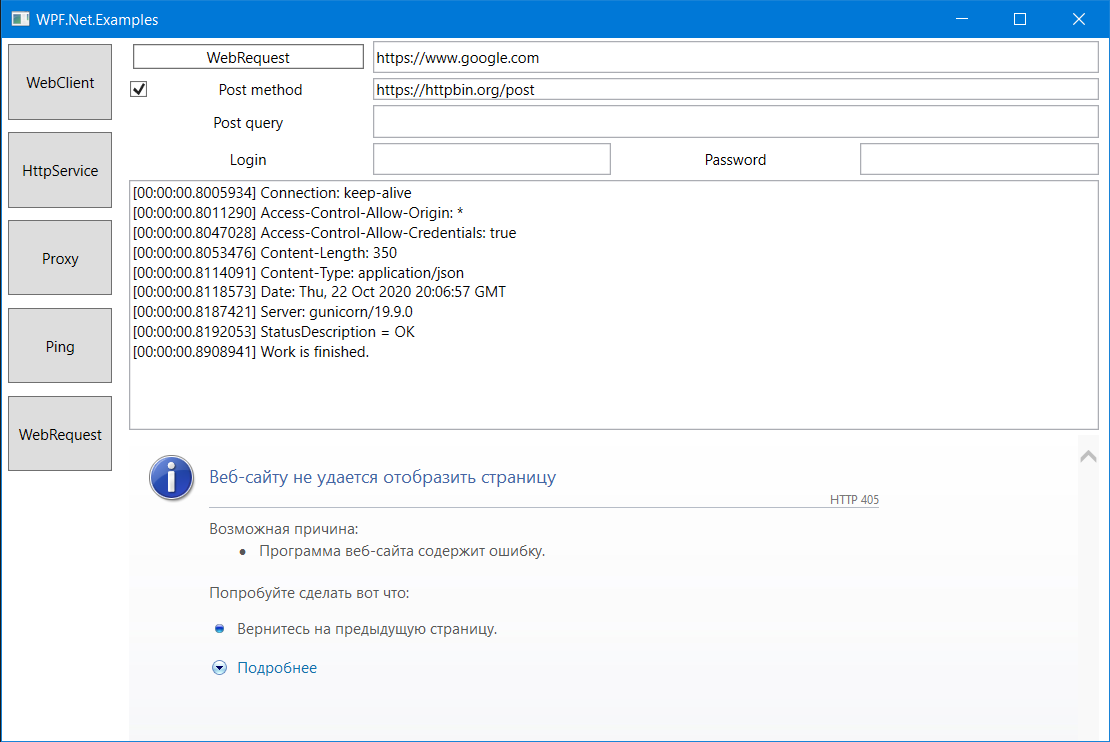 WPF.Net.Examples
WebClient
HttpService
Proxy
Ping
WebRequest
WebRequest https://www.google.com
Post method https://httpbin.org/post
Post query
Login Password
[00:00:00.8005934] Connection: keep-alive
[00:00:00.8011290] Access-Control-Allow-Origin: *
[00:00:00.8047028] Access-Control-Allow-Credentials: true
[00:00:00.8053476] Content-Length: 350
[00:00:00.8114091] Content-Type: application/json
[00:00:00.8118573] Date: Thu, 22 Oct 2020 20:06:57 GMT
[00:00:00.8187421] Server: gunicorn/19.9.0
[00:00:00.8192053] StatusDescription = OK
[00:00:00.8908941] Work is finished.
Веб-сайту не удается отобразить страницу
HTTP 405
Возможная причина:
• Программа веб-сайта содержит ошибку.
Попробуйте сделать вот что:
Вернитесь на предыдущую страницу.
Подробнее